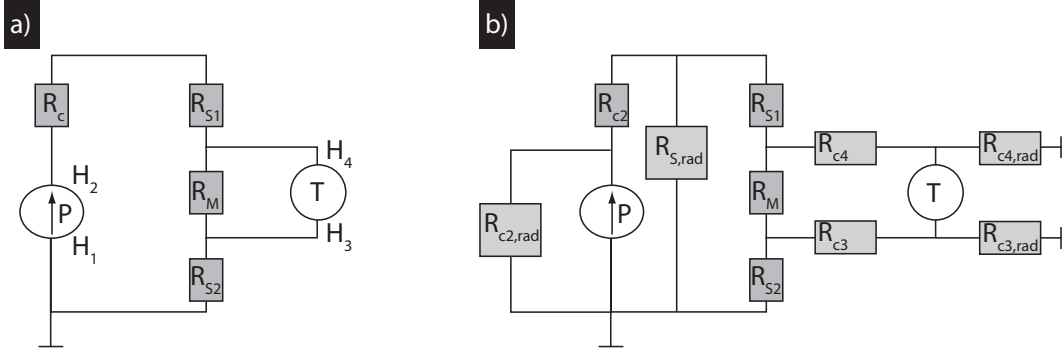 a)
R_c
R_S1
H_4
H_2
R_M
T
P
H_1
H_3
R_S2
b)
R_c2
R_S1
R_S,rad
R_c4
R_c4,rad
R_M
T
R_c2,rad
P
R_c3
R_c3,rad
R_S2